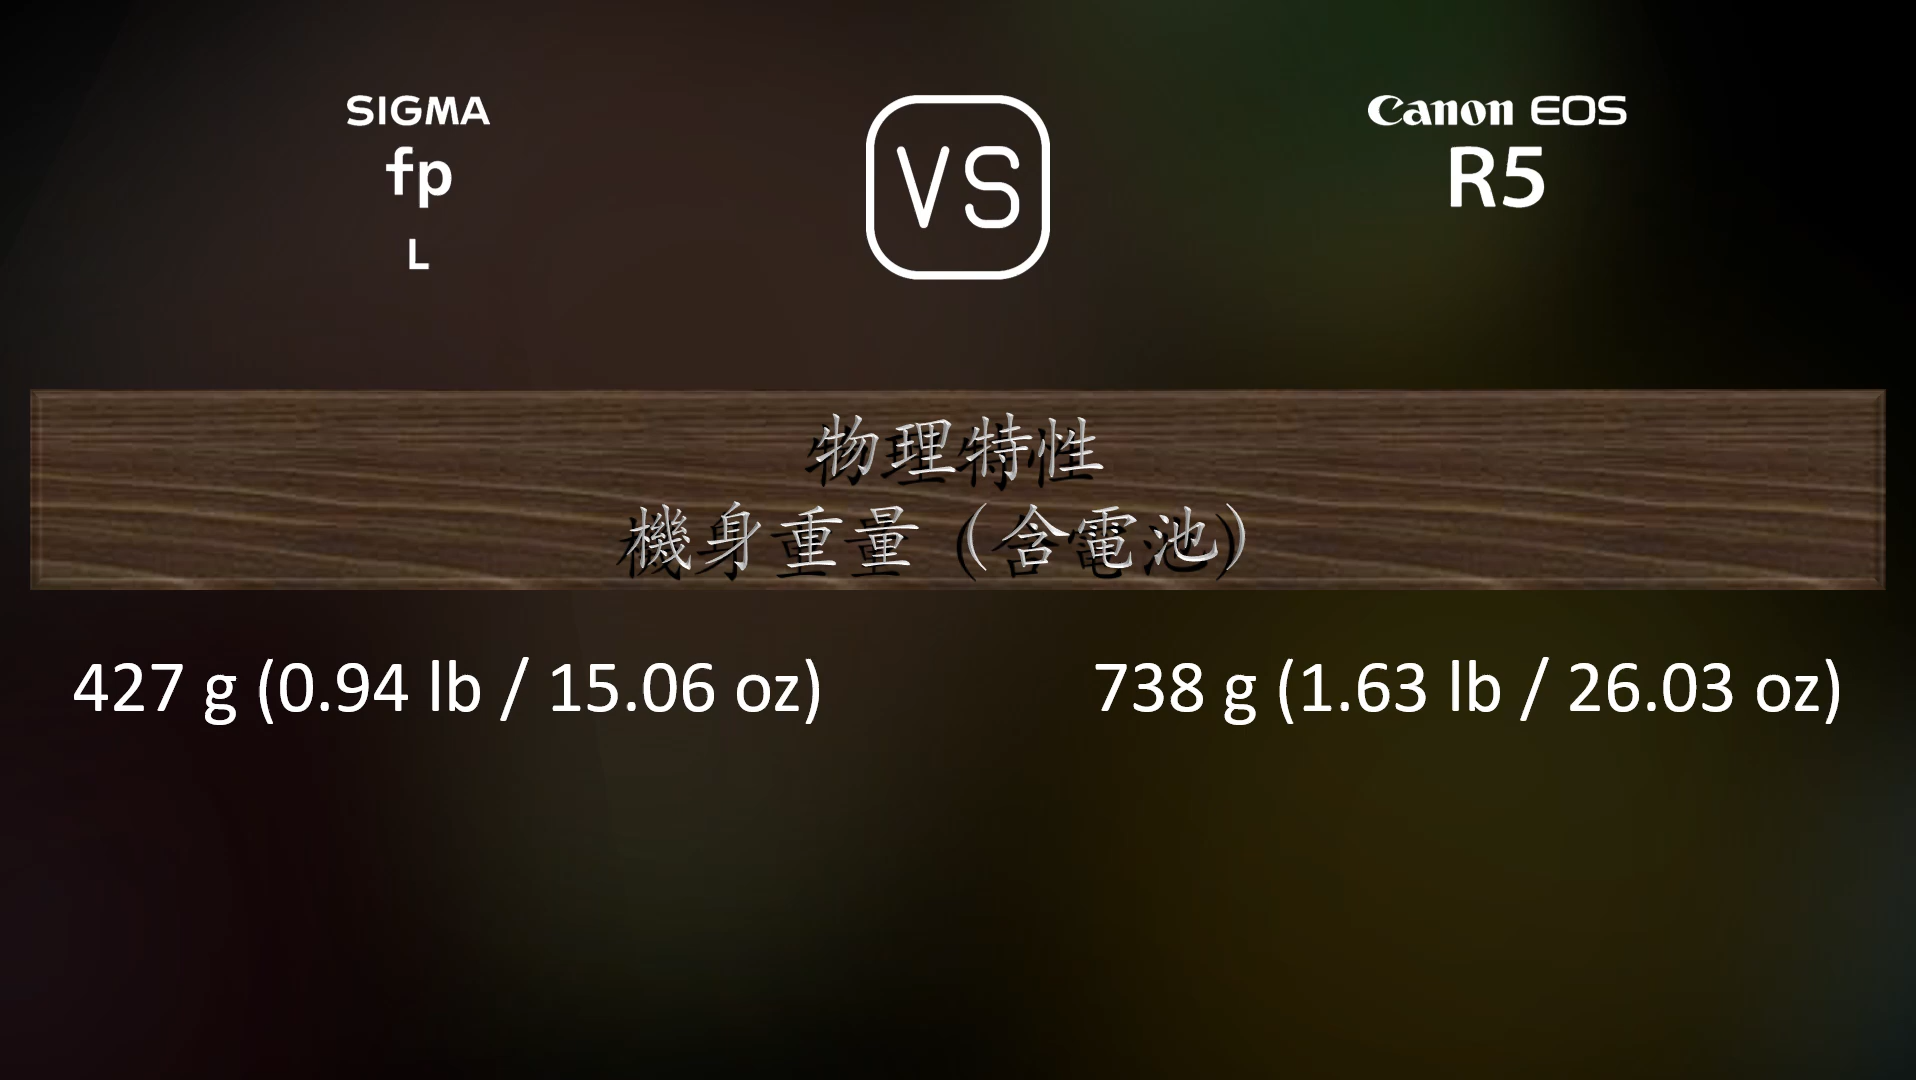 SIGMA
fp
L
VS
Canon EOS
R5
物理特性
機身重量（含電池）
427 g (0.94 lb / 15.06 oz)
738 g (1.63 lb / 26.03 oz)